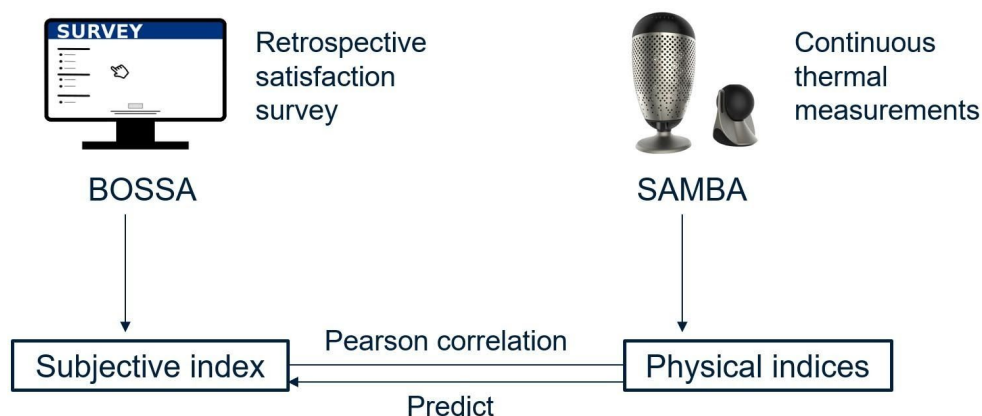 SURVEY
Retrospective
satisfaction
survey
Continuous
thermal
measurements
BOSSA
SAMBA
Pearson correlation
Subjective index
Physical indices
Predict